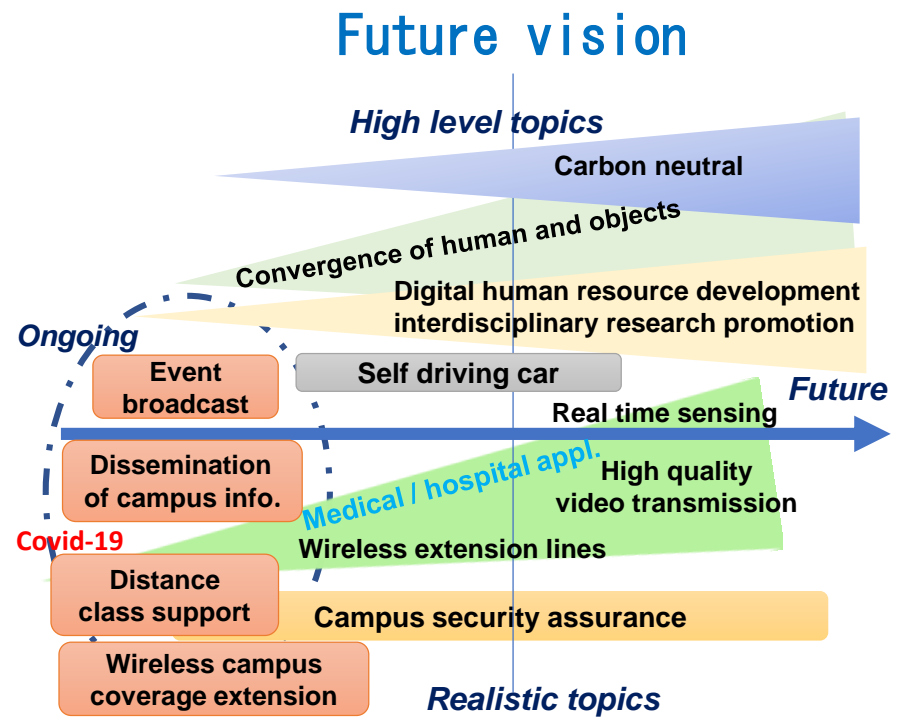 Future vision
High level topics
Carbon neutral
Convergence of human and objects
Digital human resource development
interdisciplinary research promotion
Ongoing
Event
broadcast
Self driving car
Future
Real time sensing
Dissemination
of campus info.
Medical / hospital appl.
High quality
video transmission
Covid-19
Wireless extension lines
Distance
class support
Campus security assurance
Wireless campus
coverage extension
Realistic topics